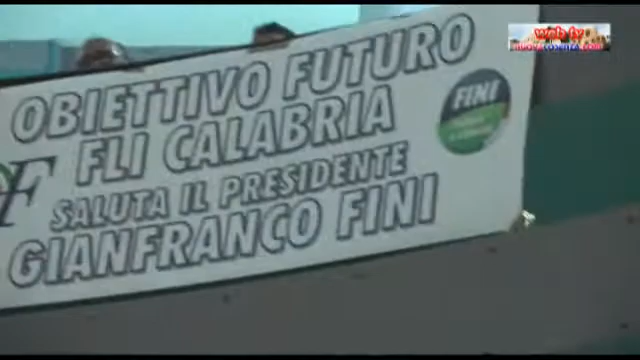 web tv
OBIETTIVO FUTURO
FLI CALABRIA
SALUTA IL PRESIDENTE
GIANFRANCO FINI
F
FINI